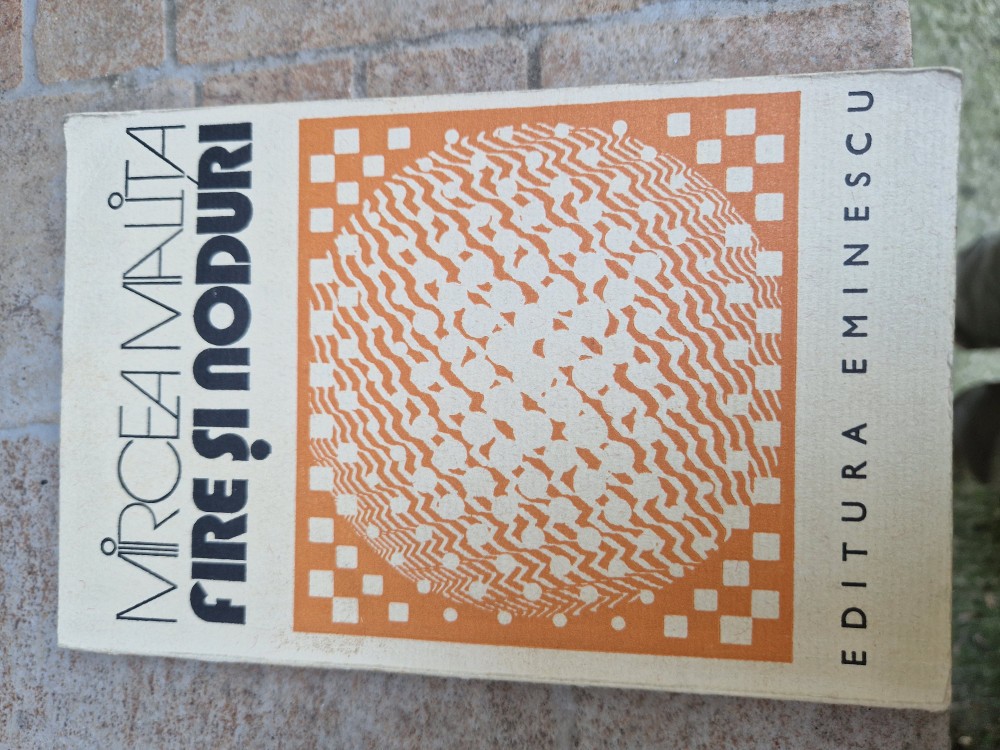 MIRCEA MALIȚA
FIRE ȘI NODURI
EDITURA EMINESCU